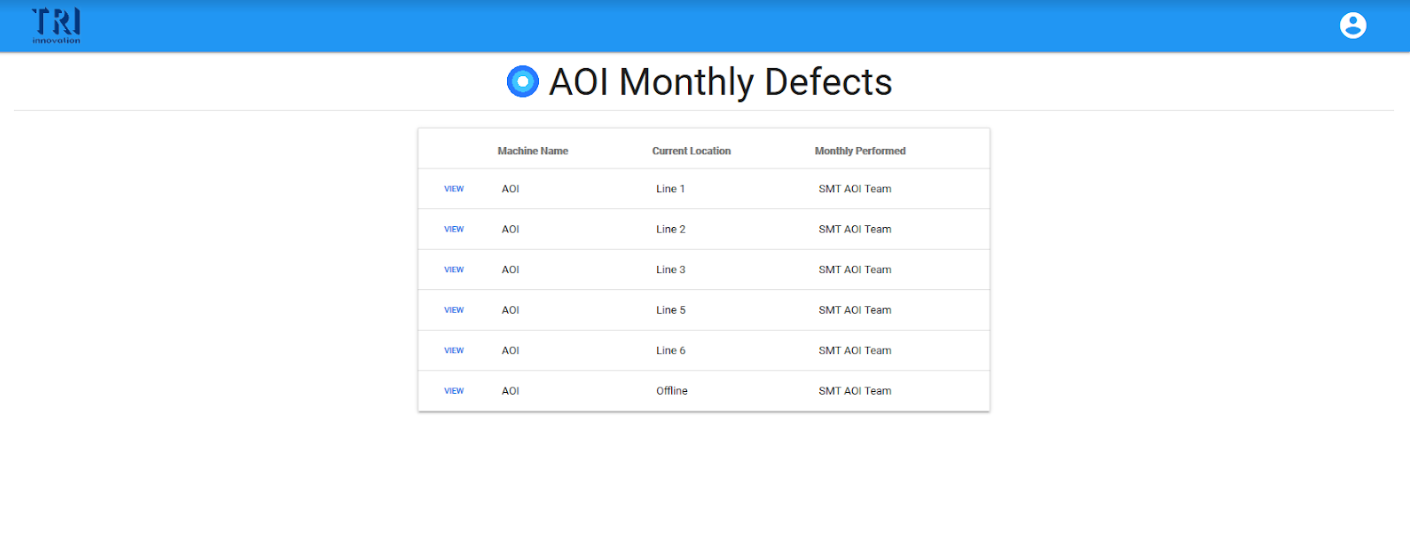 TRI
innovation
AOI Monthly Defects
Machine Name Current Location Monthly Performed
VIEW AOI Line 1 SMT AOI Team
VIEW AOI Line 2 SMT AOI Team
VIEW AOI Line 3 SMT AOI Team
VIEW AOI Line 5 SMT AOI Team
VIEW AOI Line 6 SMT AOI Team
VIEW AOI Offline SMT AOI Team